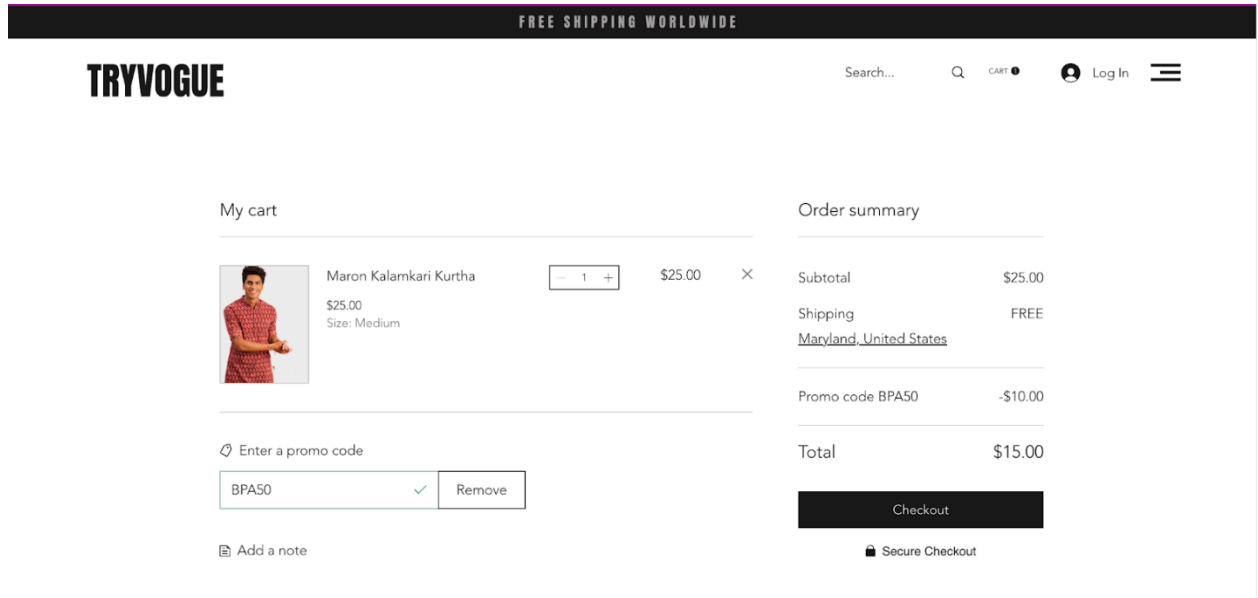 FREE SHIPPING WORLDWIDE
TRYVOGUE
Search...
CART 1
Log In
My cart
Maron Kalamkari Kurtha
1
$25.00
$25.00
Size: Medium
Enter a promo code
BPA50
Remove
Add a note
Order summary
Subtotal $25.00
Shipping FREE
Maryland, United States
Promo code BPA50 -$10.00
Total $15.00
Checkout
Secure Checkout